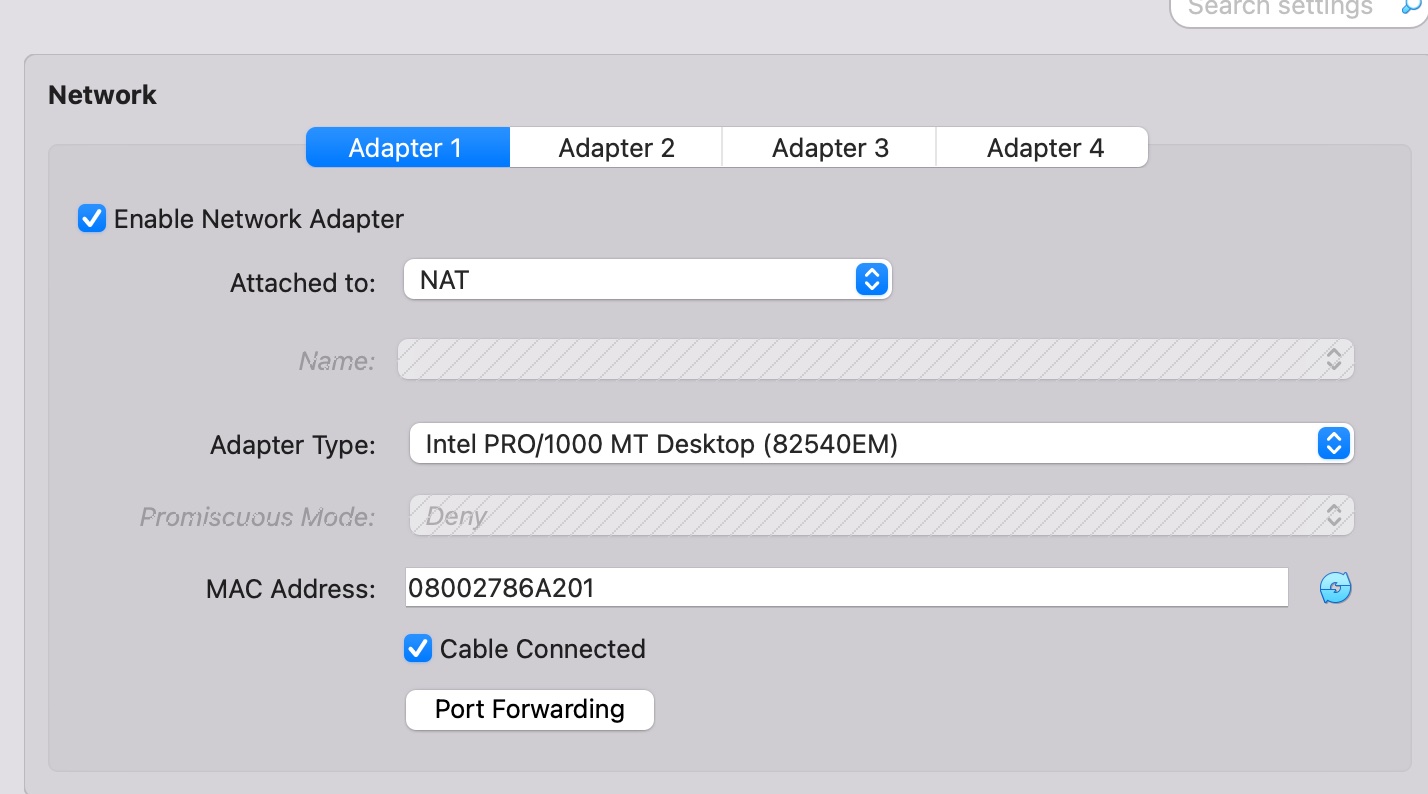 Search settings
Network
Adapter 1 Adapter 2 Adapter 3 Adapter 4
Enable Network Adapter
Attached to: NAT
Name:
Adapter Type: Intel PRO/1000 MT Desktop (82540EM)
Promiscuous Mode: Deny
MAC Address: 08002786A201
Cable Connected
Port Forwarding